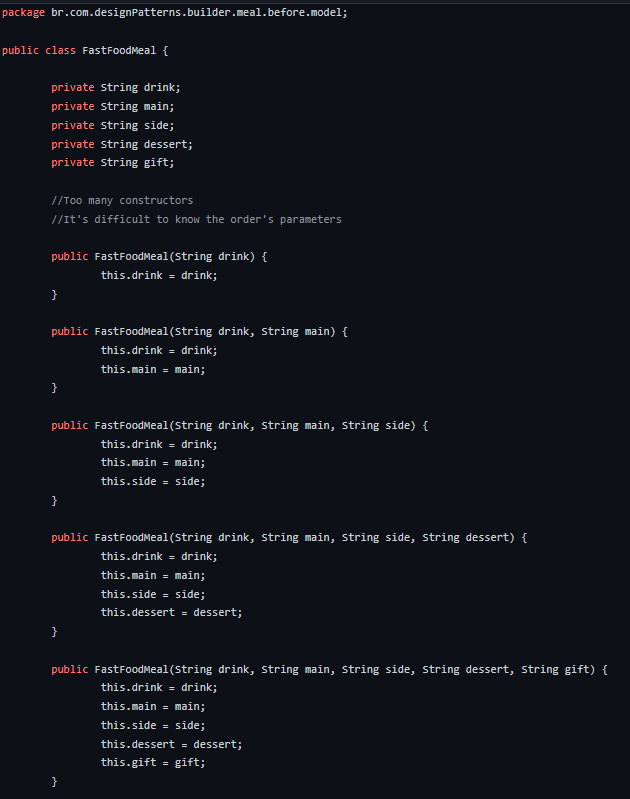 package br.com.designPatterns.builder.meal.before.model;
public class FastFoodMeal {
private String drink;
private String main;
private String side;
private String dessert;
private String gift;
//Too many constructors
//It's difficult to know the order's parameters
public FastFoodMeal(String drink) {
this.drink = drink;
}
public FastFoodMeal(String drink, String main) {
this.drink = drink;
this.main = main;
}
public FastFoodMeal(String drink, String main, String side) {
this.drink = drink;
this.main = main;
this.side = side;
}
public FastFoodMeal(String drink, String main, String side, String dessert) {
this.drink = drink;
this.main = main;
this.side = side;
this.dessert = dessert;
}
public FastFoodMeal(String drink, String main, String side, String dessert, String gift) {
this.drink = drink;
this.main = main;
this.side = side;
this.dessert = dessert;
this.gift = gift;
}